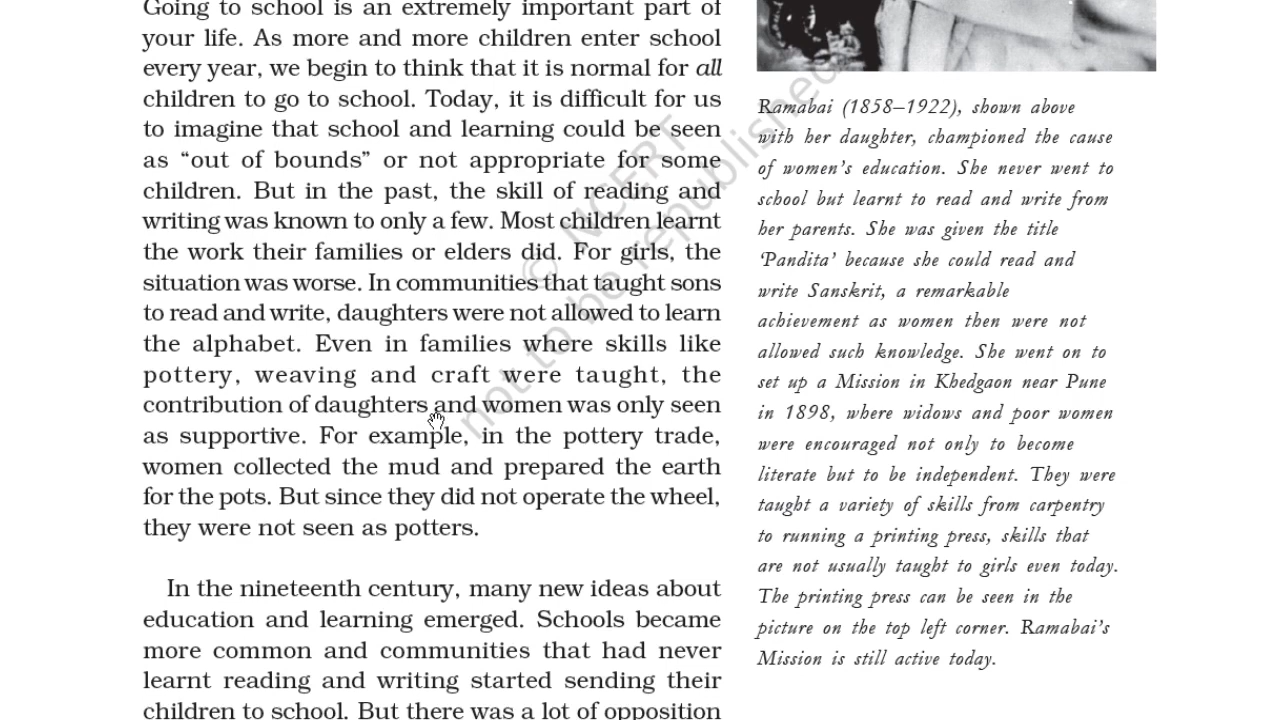 Going to school is an extremely important part of
your life. As more and more children enter school
every year, we begin to think that it is normal for all
children to go to school. Today, it is difficult for us
to imagine that school and learning could be seen
as “out of bounds” or not appropriate for some
children. But in the past, the skill of reading and
writing was known to only a few. Most children learnt
the work their families or elders did. For girls, the
situation was worse. In communities that taught sons
to read and write, daughters were not allowed to learn
the alphabet. Even in families where skills like
pottery, weaving and craft were taught, the
contribution of daughters and women was only seen
as supportive. For example, in the pottery trade,
women collected the mud and prepared the earth
for the pots. But since they did not operate the wheel,
they were not seen as potters.
In the nineteenth century, many new ideas about
education and learning emerged. Schools became
more common and communities that had never
learnt reading and writing started sending their
children to school. But there was a lot of opposition
Ramabai (1858–1922), shown above
with her daughter, championed the cause
of women’s education. She never went to
school but learnt to read and write from
her parents. She was given the title
‘Pandita’ because she could read and
write Sanskrit, a remarkable
achievement as women then were not
allowed such knowledge. She went on to
set up a Mission in Khedgaon near Pune
in 1898, where widows and poor women
were encouraged not only to become
literate but to be independent. They were
taught a variety of skills from carpentry
to running a printing press, skills that
are not usually taught to girls even today.
The printing press can be seen in the
picture on the top left corner. Ramabai’s
Mission is still active today.
© NCERT
not to be republished